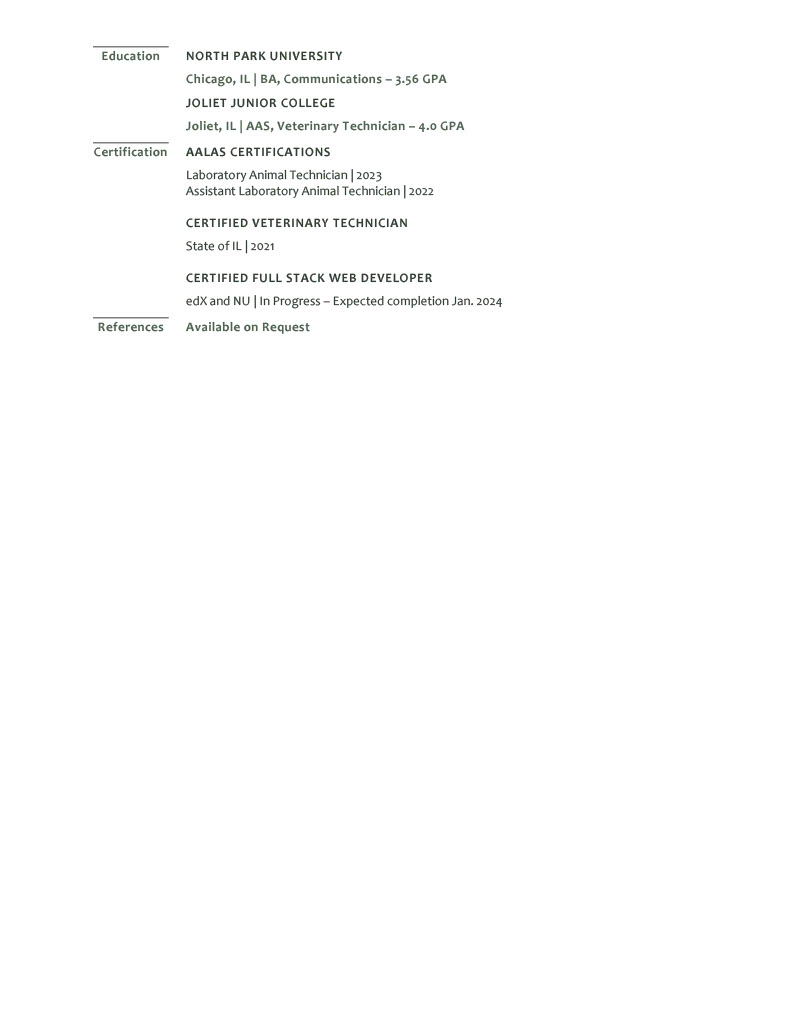 Education
NORTH PARK UNIVERSITY
Chicago, IL | BA, Communications – 3.56 GPA
JOLIET JUNIOR COLLEGE
Joliet, IL | AAS, Veterinary Technician – 4.0 GPA
Certification
AALAS CERTIFICATIONS
Laboratory Animal Technician | 2023
Assistant Laboratory Animal Technician | 2022
CERTIFIED VETERINARY TECHNICIAN
State of IL | 2021
CERTIFIED FULL STACK WEB DEVELOPER
edX and NU | In Progress – Expected completion Jan. 2024
References
Available on Request